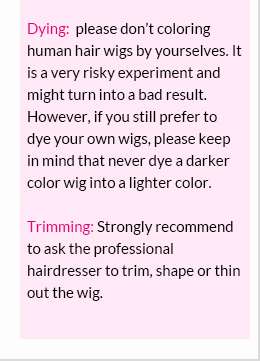 Dying: please don't coloring
human hair wigs by yourselves. It
is a very risky experiment and
might turn into a bad result.
However, if you still prefer to
dye your own wigs, please keep
in mind that never dye a darker
color wig into a lighter color.
Trimming: Strongly recommend
to ask the professional
hairdresser to trim, shape or thin
out the wig.